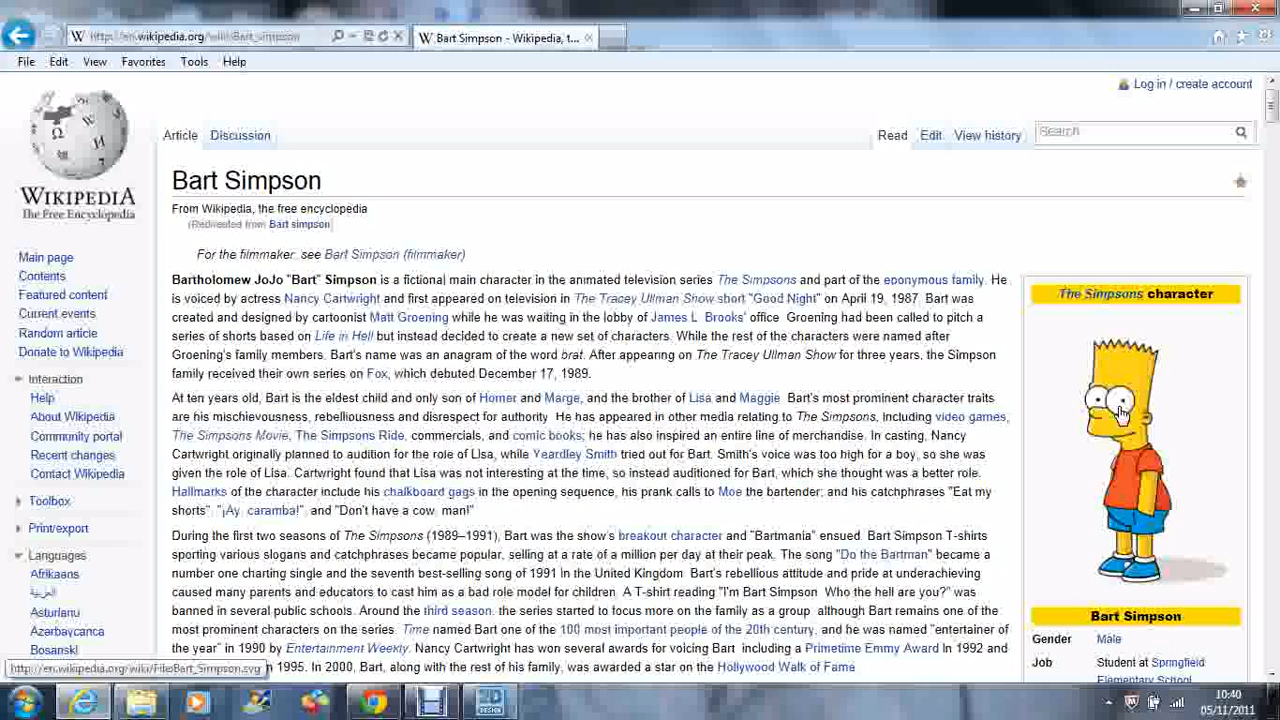 http://en.wikipedia.org/wiki/Bart_simpson
Bart Simpson - Wikipedia, t...
File Edit View Favorites Tools Help
Log in / create account
Article Discussion
Read Edit View history
Search
WIKIPEDIA
The Free Encyclopedia
Main page
Contents
Featured content
Current events
Random article
Donate to Wikipedia
Interaction
Help
About Wikipedia
Community portal
Recent changes
Contact Wikipedia
Toolbox
Print/export
Languages
Afrikaans
العربية
Asturianu
Azərbaycanca
Bosanski
Bart Simpson
From Wikipedia, the free encyclopedia
(Redirected from Bart simpson)
For the filmmaker, see Bart Simpson (filmmaker)
Bartholomew JoJo "Bart" Simpson is a fictional main character in the animated television series The Simpsons and part of the eponymous family. He
is voiced by actress Nancy Cartwright and first appeared on television in The Tracey Ullman Show short "Good Night" on April 19, 1987. Bart was
created and designed by cartoonist Matt Groening while he was waiting in the lobby of James L. Brooks' office. Groening had been called to pitch a
series of shorts based on Life in Hell but instead decided to create a new set of characters. While the rest of the characters were named after
Groening's family members, Bart's name was an anagram of the word brat. After appearing on The Tracey Ullman Show for three years, the Simpson
family received their own series on Fox, which debuted December 17, 1989.
At ten years old, Bart is the eldest child and only son of Homer and Marge, and the brother of Lisa and Maggie. Bart's most prominent character traits
are his mischievousness, rebelliousness and disrespect for authority. He has appeared in other media relating to The Simpsons, including video games,
The Simpsons Movie, The Simpsons Ride, commercials, and comic books; he has also inspired an entire line of merchandise. In casting, Nancy
Cartwright originally planned to audition for the role of Lisa, while Yeardley Smith tried out for Bart. Smith's voice was too high for a boy, so she was
given the role of Lisa. Cartwright found that Lisa was not interesting at the time, so instead auditioned for Bart, which she thought was a better role.
Hallmarks of the character include his chalkboard gags in the opening sequence, his prank calls to Moe the bartender; and his catchphrases "Eat my
shorts", "¡Ay, caramba!", and "Don't have a cow, man!"
During the first two seasons of The Simpsons (1989–1991), Bart was the show's breakout character and "Bartmania" ensued. Bart Simpson T-shirts
sporting various slogans and catchphrases became popular, selling at a rate of a million per day at their peak. The song "Do the Bartman" became a
number one charting single and the seventh best-selling song of 1991 in the United Kingdom. Bart's rebellious attitude and pride at underachieving
caused many parents and educators to cast him as a bad role model for children. A T-shirt reading "I'm Bart Simpson. Who the hell are you?" was
banned in several public schools. Around the third season, the series started to focus more on the family as a group, although Bart remains one of the
most prominent characters on the series. Time named Bart one of the 100 most important people of the 20th century, and he was named "entertainer of
the year" in 1990 by Entertainment Weekly. Nancy Cartwright has won several awards for voicing Bart, including a Primetime Emmy Award in 1992 and
in 1995. In 2000, Bart, along with the rest of his family, was awarded a star on the Hollywood Walk of Fame
The Simpsons character
Bart Simpson
Gender Male
Job Student at Springfield
Elementary School
http://en.wikipedia.org/wiki/File:Bart_Simpson.svg
3D
DESIGN
10:40
05/11/2011